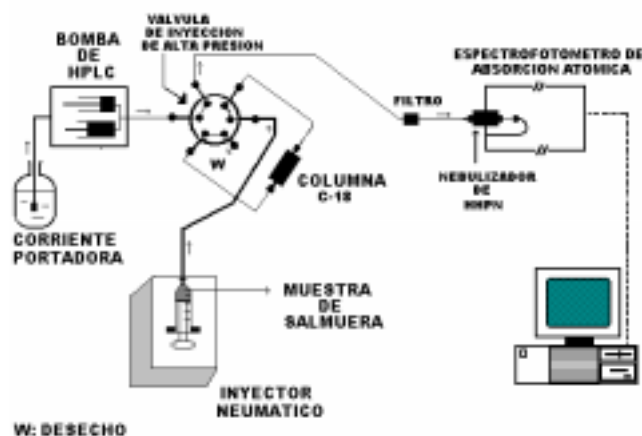 BOMBA
DE
HPLC
VALVULA
DE INYECCION
DE ALTA PRESION
ESPECTROFOTOMETRO DE
ABSORCION ATOMICA
FILTRO
NEBULIZADOR
DE
HHPN
W
COLUMNA
C-18
CORRIENTE
PORTADORA
MUESTRA
DE
SALMUERA
INYECTOR
NEUMATICO
W: DESECHO